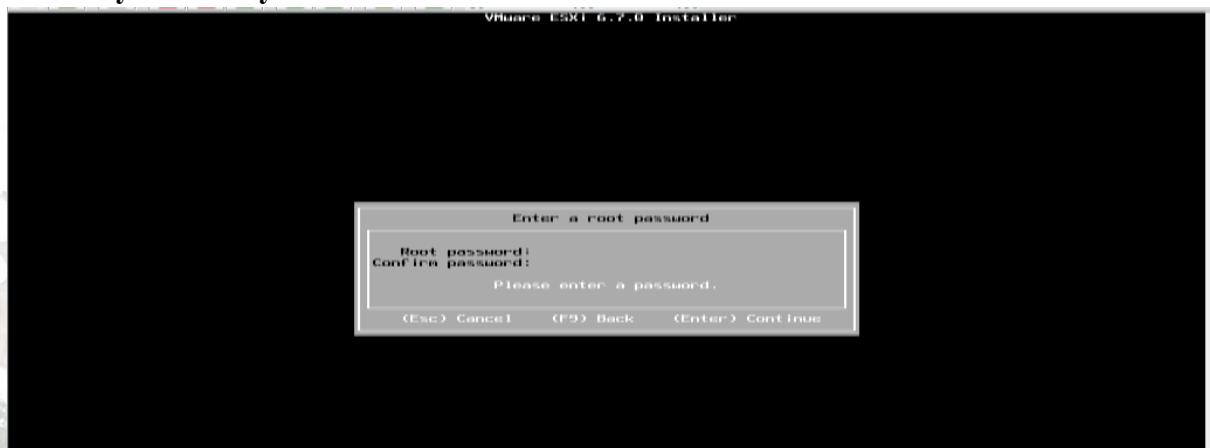 VMware ESXi 6.7.0 Installer
Enter a root password
Root password:
Confirm password:
Please enter a password.
(Esc) Cancel (F9) Back (Enter) Continue